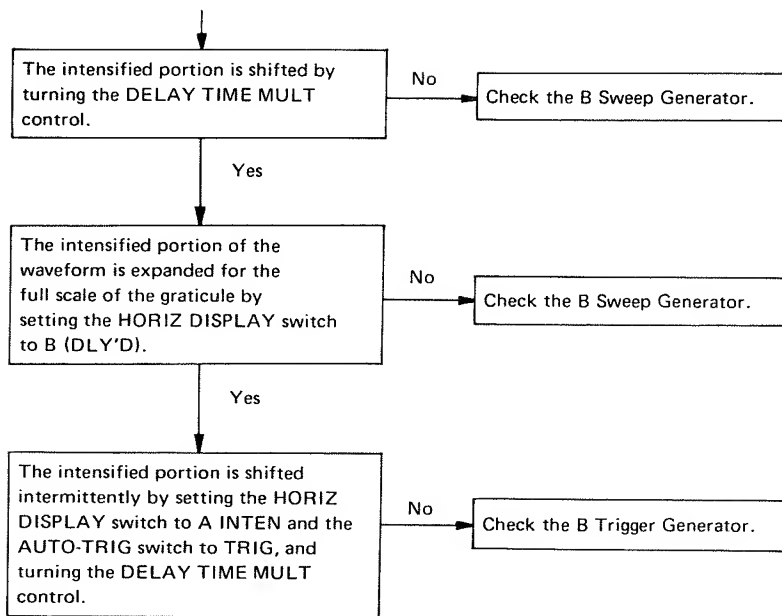 The intensified portion is shifted by
turning the DELAY TIME MULT
control.
No
Check the B Sweep Generator.
Yes
The intensified portion of the
waveform is expanded for the
full scale of the graticule by
setting the HORIZ DISPLAY switch
to B (DLY'D).
No
Check the B Sweep Generator.
Yes
The intensified portion is shifted
intermittently by setting the HORIZ
DISPLAY switch to A INTEN and the
AUTO-TRIG switch to TRIG, and
turning the DELAY TIME MULT
control.
No
Check the B Trigger Generator.